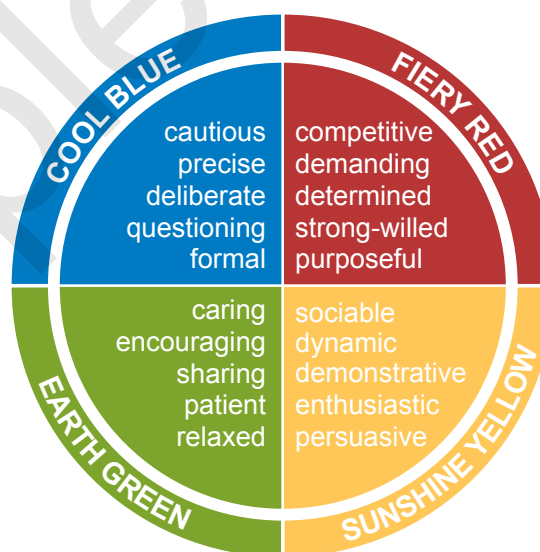 COOL BLUE
cautious
precise
deliberate
questioning
formal
FIERY RED
competitive
demanding
determined
strong-willed
purposeful
EARTH GREEN
caring
encouraging
sharing
patient
relaxed
SUNSHINE YELLOW
sociable
dynamic
demonstrative
enthusiastic
persuasive